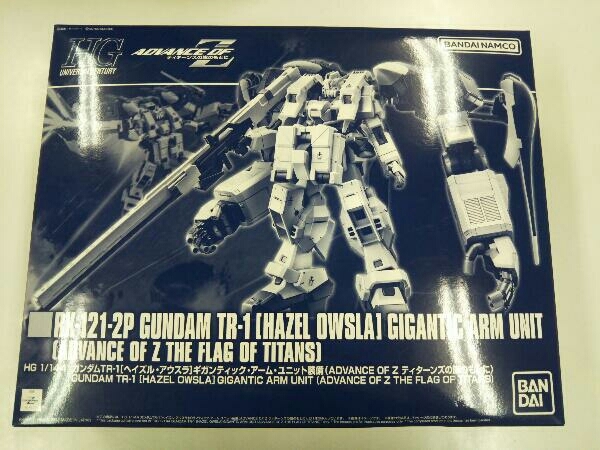 HG
UNIVERSAL CENTURY
ADVANCE OF Z
ティターンズの旗のもとに
BANDAI NAMCO
RX-121-2P GUNDAM TR-1 [HAZEL OWSLA] GIGANTIC ARM UNIT
(ADVANCE OF Z THE FLAG OF TITANS)
HG 1/144 ガンダムTR-1[ヘイズル・アウスラ]ギガンティック・アーム・ユニット装備(ADVANCE OF Z ティターンズの旗のもとに)
GUNDAM TR-1 [HAZEL OWSLA] GIGANTIC ARM UNIT (ADVANCE OF Z THE FLAG OF TITANS)
BAN
DAI